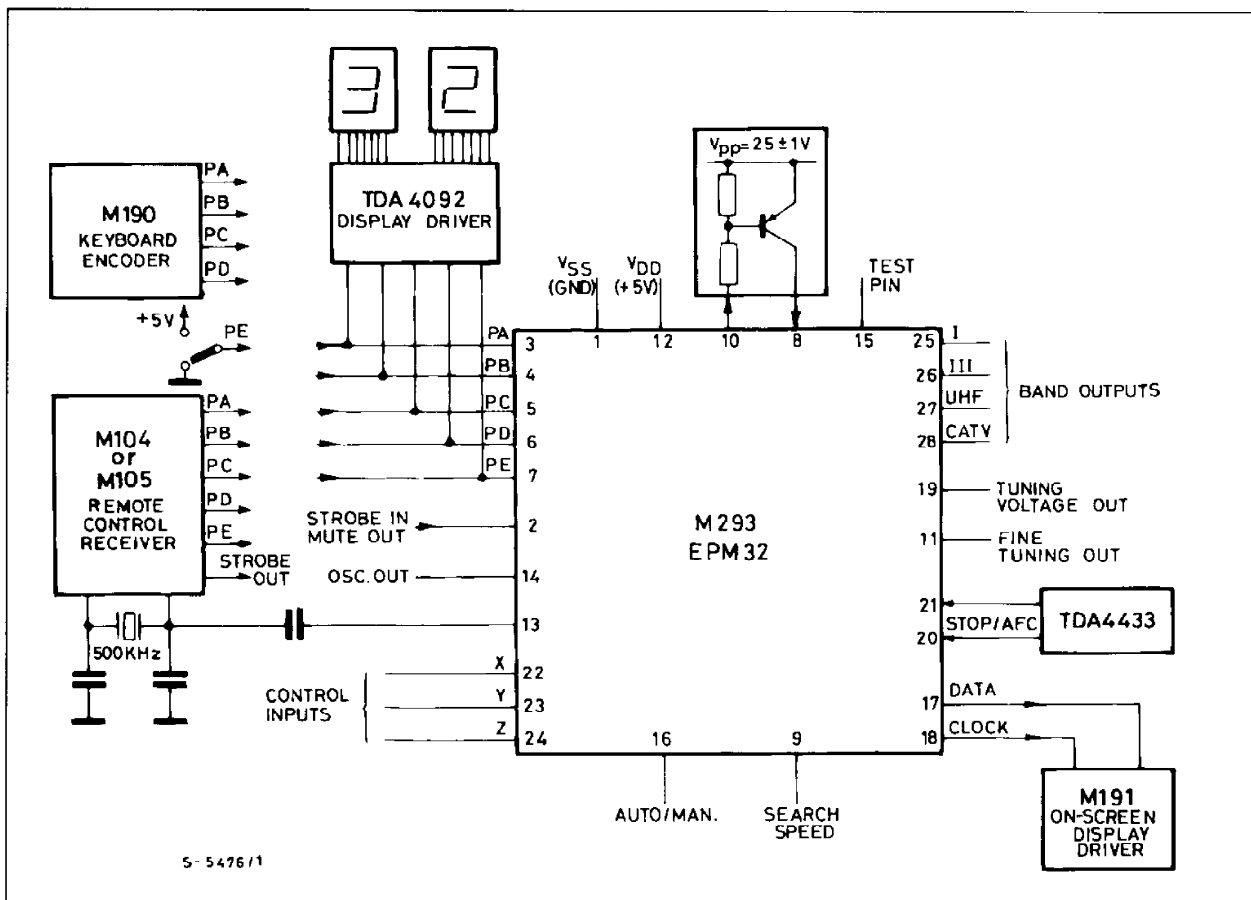 3 2
M190
KEYBOARD
ENCODER
PA
PB
PC
PD
+5V
PE
TDA 4092
DISPLAY DRIVER
VSS
(GND)
VDD
(+5V)
Vpp=25±1V
TEST
PIN
1
12
10
8
15
M104
or
M105
REMOTE
CONTROL
RECEIVER
PA
PB
PC
PD
PE
STROBE
OUT
500KHz
PA 3
PB 4
PC 5
PD 6
PE 7
STROBE IN
MUTE OUT
2
OSC. OUT 14
13
CONTROL
INPUTS
X 22
Y 23
Z 24
M293
EPM32
25 I
26 III
27 UHF
28 CATV
BAND OUTPUTS
19 TUNING
VOLTAGE OUT
11 FINE
TUNING OUT
21
STOP/AFC
20
TDA4433
17 DATA
18 CLOCK
M191
ON-SCREEN
DISPLAY
DRIVER
16
9
AUTO/MAN.
SEARCH
SPEED
S-5476/1